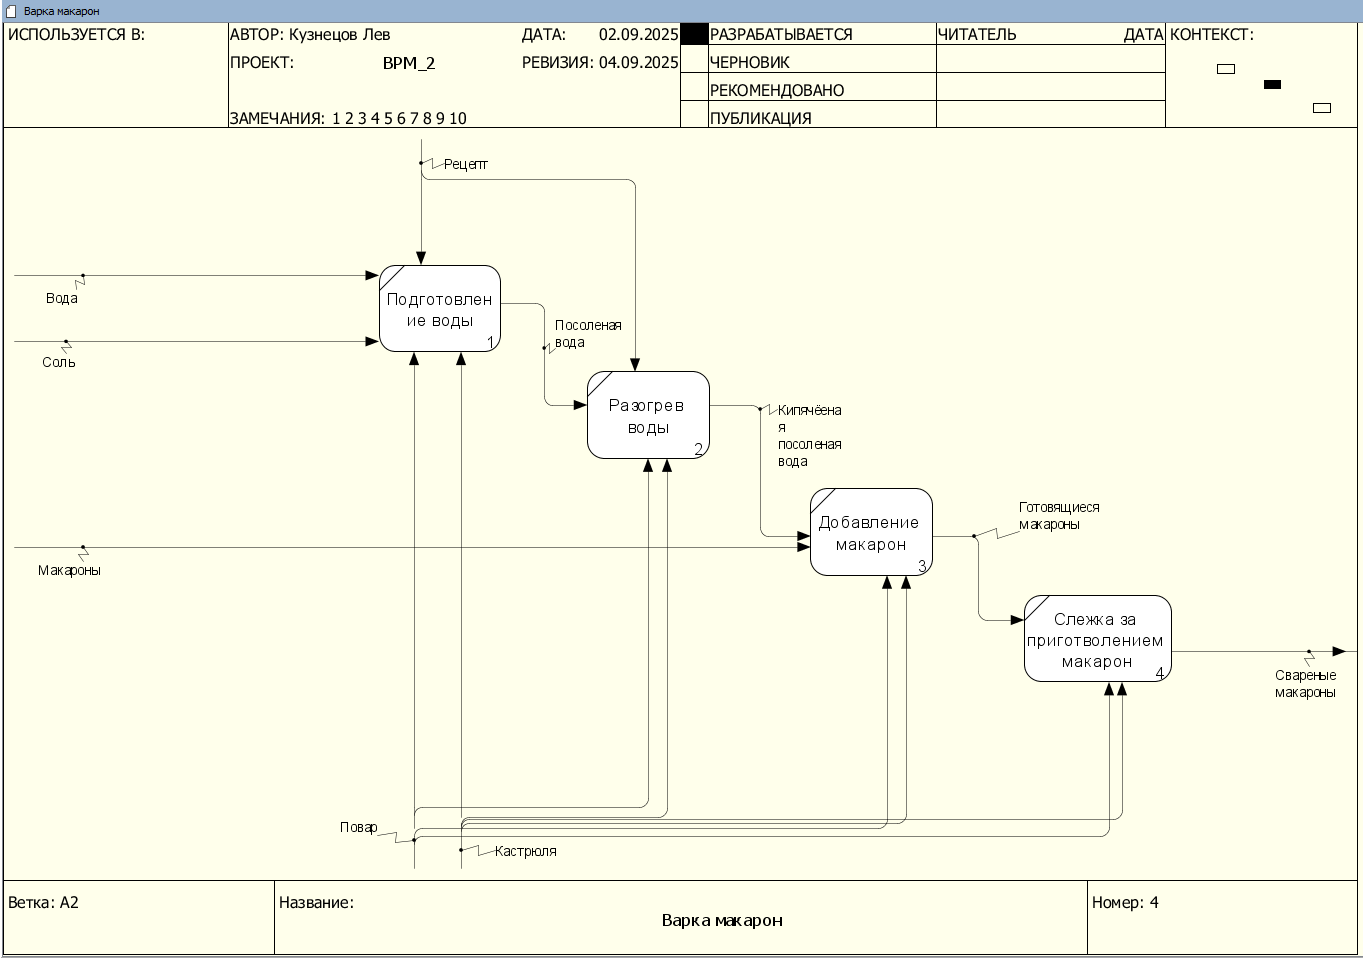 Варка макарон
ИСПОЛЬЗУЕТСЯ В:
АВТОР: Кузнецов Лев
ДАТА: 02.09.2025
РАЗРАБАТЫВАЕТСЯ
ЧИТАТЕЛЬ ДАТА
КОНТЕКСТ:
ПРОЕКТ: BPM_2
РЕВИЗИЯ: 04.09.2025
ЧЕРНОВИК
РЕКОМЕНДОВАНО
ЗАМЕЧАНИЯ: 1 2 3 4 5 6 7 8 9 10
ПУБЛИКАЦИЯ
Рецепт
Вода
Соль
Подготовлен
ие воды
1
Посоленая
вода
Разогрев
воды
2
Кипячёена
я
посоленая
вода
Макароны
Добавление
макарон
3
Готовящиеся
макароны
Слежка за
приготволением
макарон
4
Свареные
макароны
Повар
Кастрюля
Ветка: A2
Название:
Варка макарон
Номер: 4